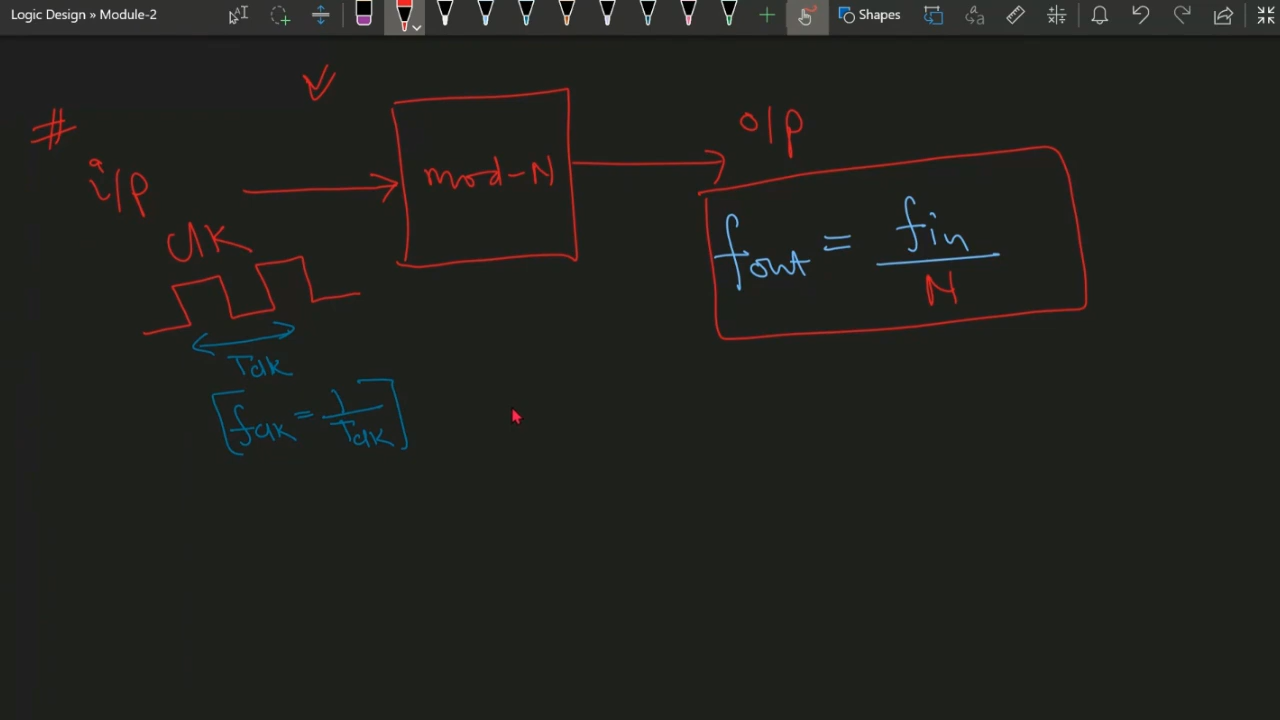 Logic Design » Module-2
Shapes
#
i/p
mod-N
o/p
Clk
fout = fin / N
Tclk
[fclk = 1 / Tclk]